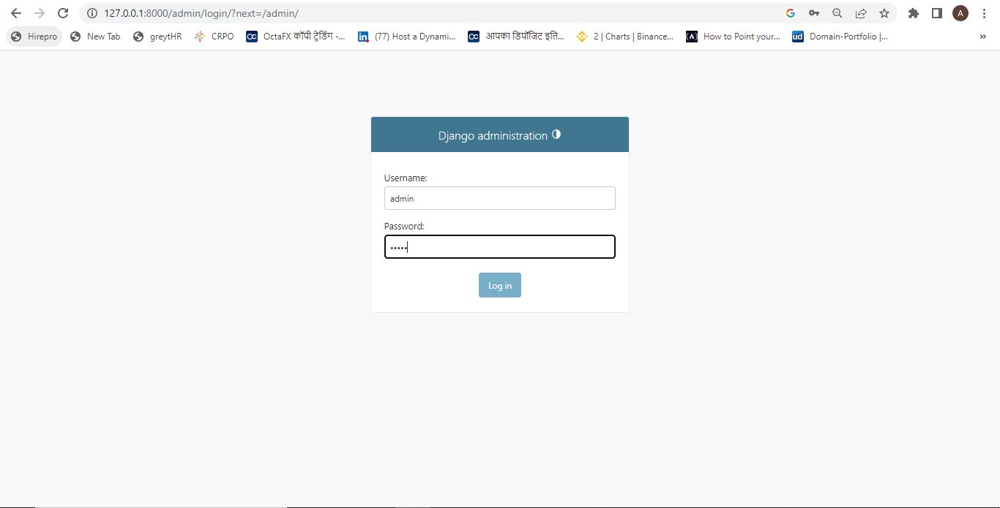 127.0.0.1:8000/admin/login/?next=/admin/
A
Hirepro New Tab greytHR CRPO OctaFX कॉपी ट्रेडिंग -... (77) Host a Dynami... आपका डिपॉजिट इति... 2 | Charts | Binance... How to Point your... Domain-Portfolio |... »
Django administration
Username:
admin
Password:
•••••
Log in